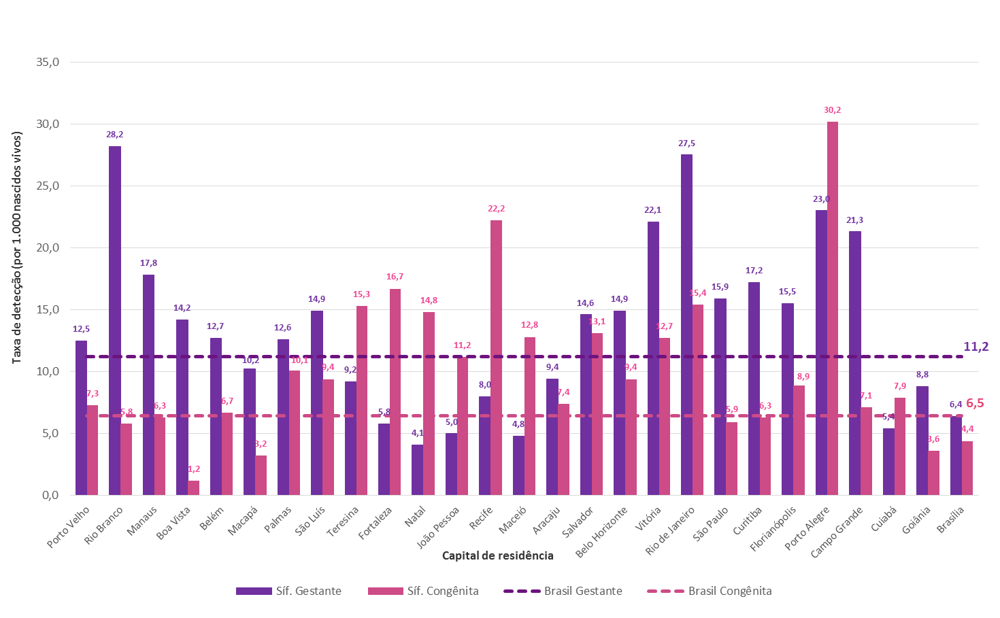 Taxa de detecção (por 1.000 nascidos vivos)
35,0
30,0
25,0
20,0
15,0
10,0
5,0
0,0
12,5
7,3
28,2
5,8
17,8
6,3
14,2
1,2
12,7
6,7
10,2
3,2
12,6
10,1
14,9
9,4
9,2
15,3
5,8
16,7
4,1
14,8
5,0
11,2
8,0
22,2
4,8
12,8
9,4
7,4
14,6
13,1
14,9
9,4
22,1
12,7
27,5
15,4
15,9
5,9
17,2
6,3
15,5
8,9
23,0
30,2
21,3
7,1
5,4
7,9
8,8
3,6
6,4
4,4
11,2
6,5
Porto Velho
Rio Branco
Manaus
Boa Vista
Belém
Macapá
Palmas
São Luís
Teresina
Fortaleza
Natal
João Pessoa
Recife
Maceió
Aracaju
Salvador
Belo Horizonte
Vitória
Rio de Janeiro
São Paulo
Curitiba
Florianópolis
Porto Alegre
Campo Grande
Cuiabá
Goiânia
Brasília
Capital de residência
Síf. Gestante
Síf. Congênita
Brasil Gestante
Brasil Congênita